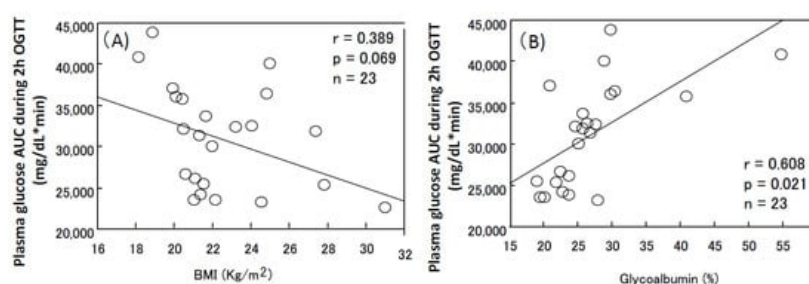 Plasma glucose AUC during 2h OGTT
(mg/dL*min)
45,000
40,000
35,000
30,000
25,000
20,000
(A)
r = 0.389
p = 0.069
n = 23
16 18 20 22 24 26 28 30 32
BMI (Kg/m²)
Plasma glucose AUC during 2h OGTT
(mg/dL*min)
45,000
40,000
35,000
30,000
25,000
20,000
(B)
r = 0.608
p = 0.021
n = 23
15 20 25 30 35 40 45 50 55 60
Glycoalbumin (%)